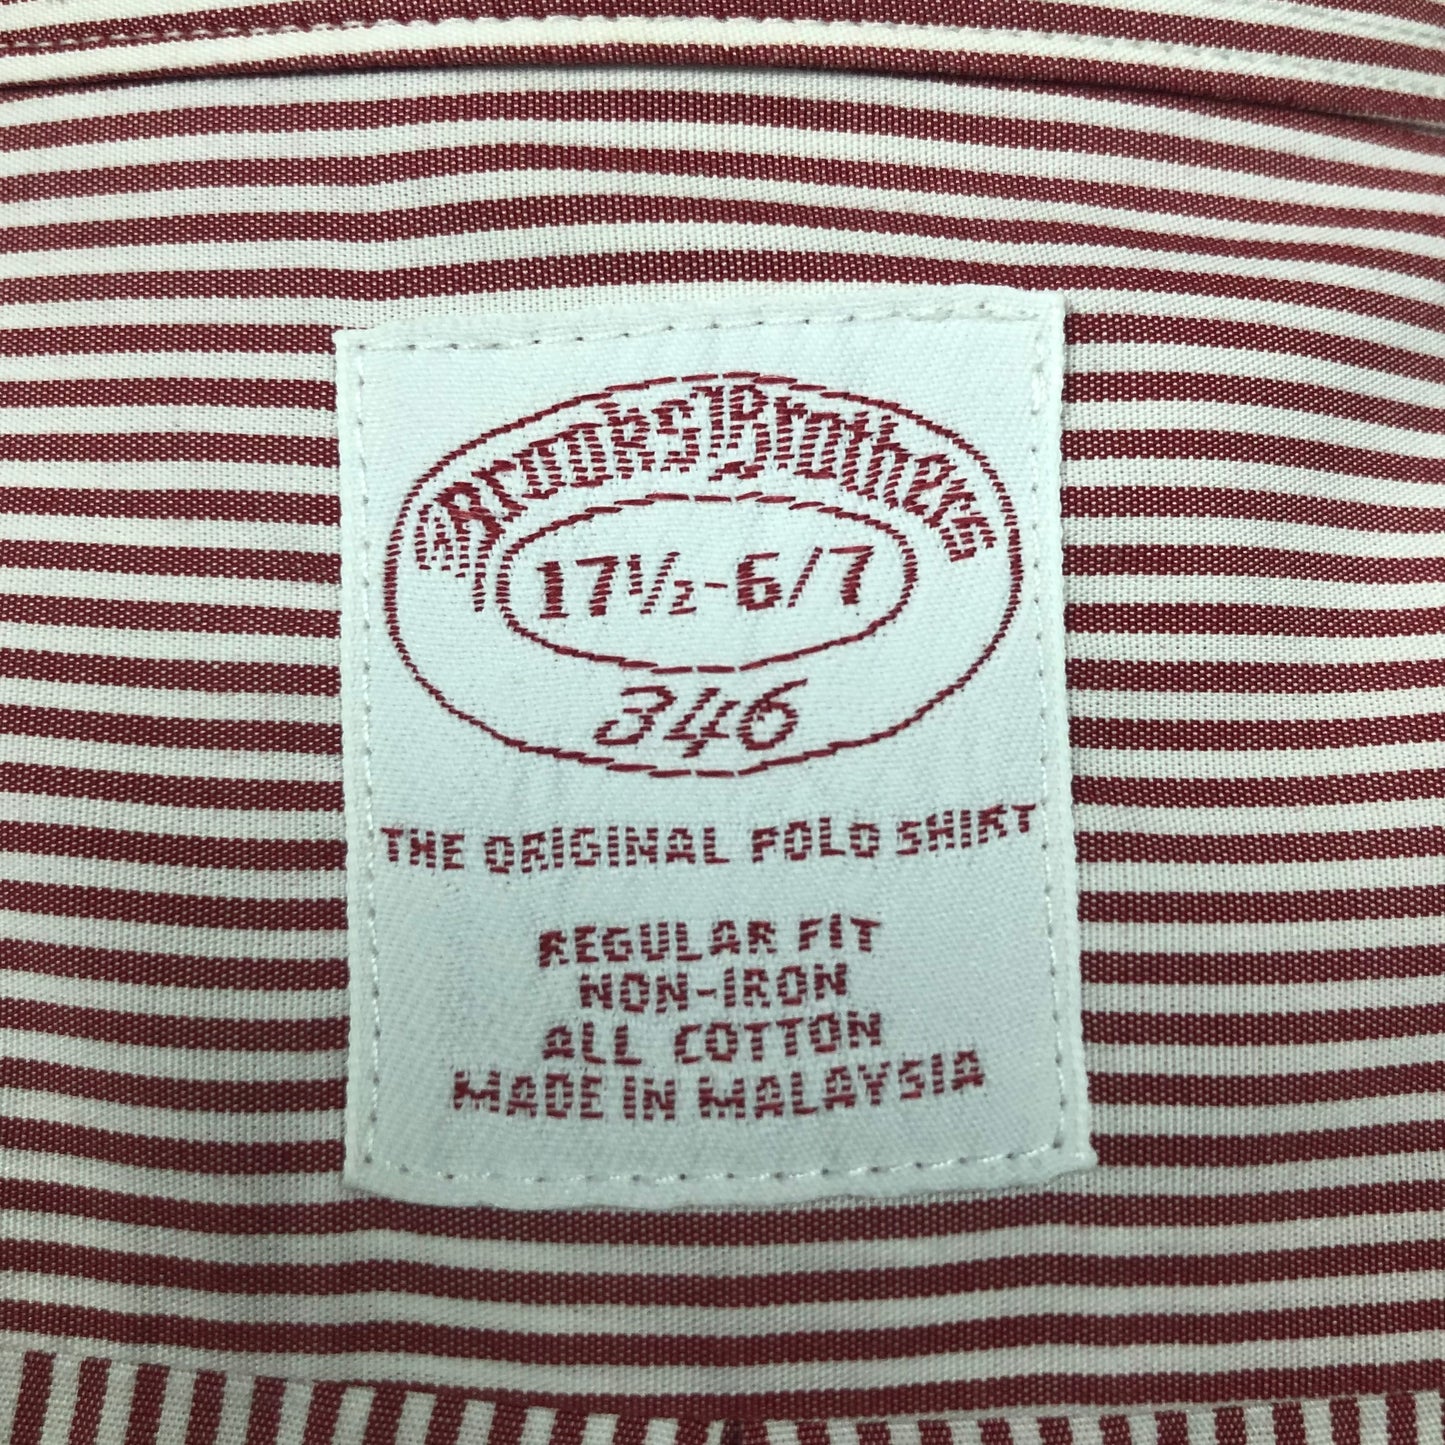 Brooks Brothers
17½-6/7
346
THE ORIGINAL POLO SHIRT
REGULAR FIT
NON-IRON
ALL COTTON
MADE IN MALAYSIA